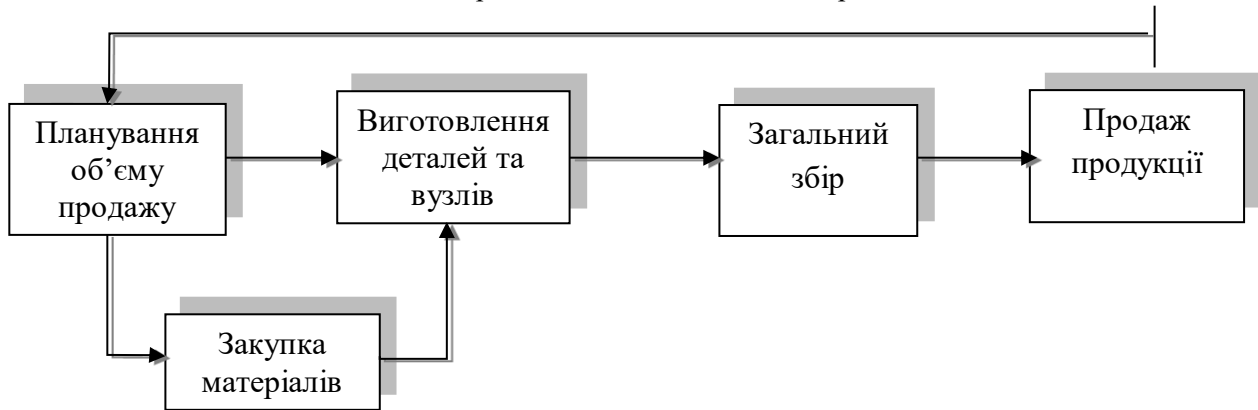 Планування
об’єму
продажу
Виготовлення
деталей та
вузлів
Загальний
збір
Продаж
продукції
Закупка
матеріалів